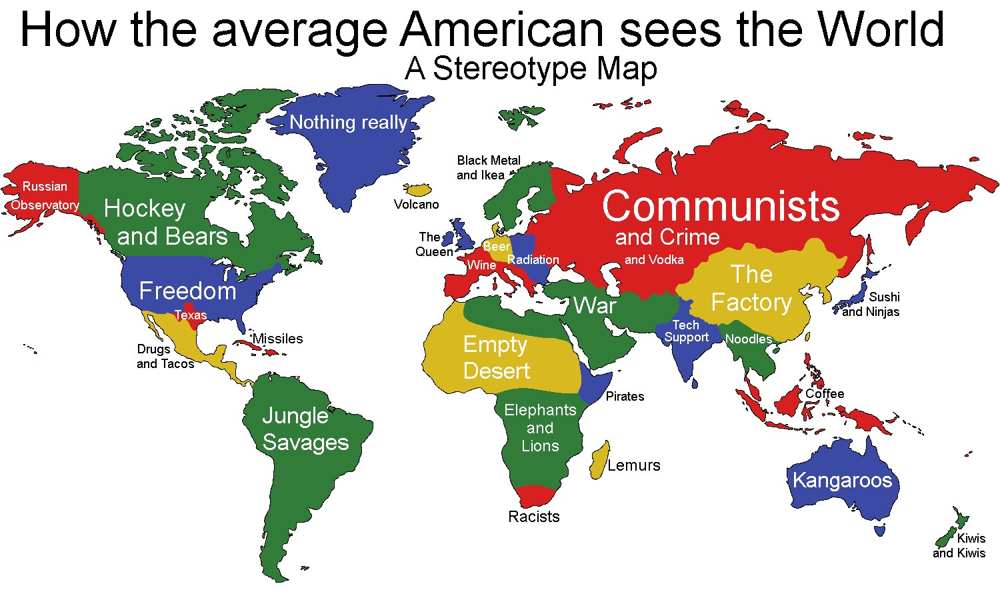 How the average American sees the World
A Stereotype Map
Nothing really
Black Metal
and Ikea
Russian
Observatory
Volcano
Hockey
and Bears
Communists
and Crime
and Vodka
The
Queen
Beer
Radiation
Wine
The
Factory
Freedom
Texas
War
Sushi
and Ninjas
Tech
Support
Noodles
Missiles
Drugs
and Tacos
Empty
Desert
Pirates
Coffee
Elephants
and
Lions
Jungle
Savages
Lemurs
Kangaroos
Racists
Kiwis
and Kiwis